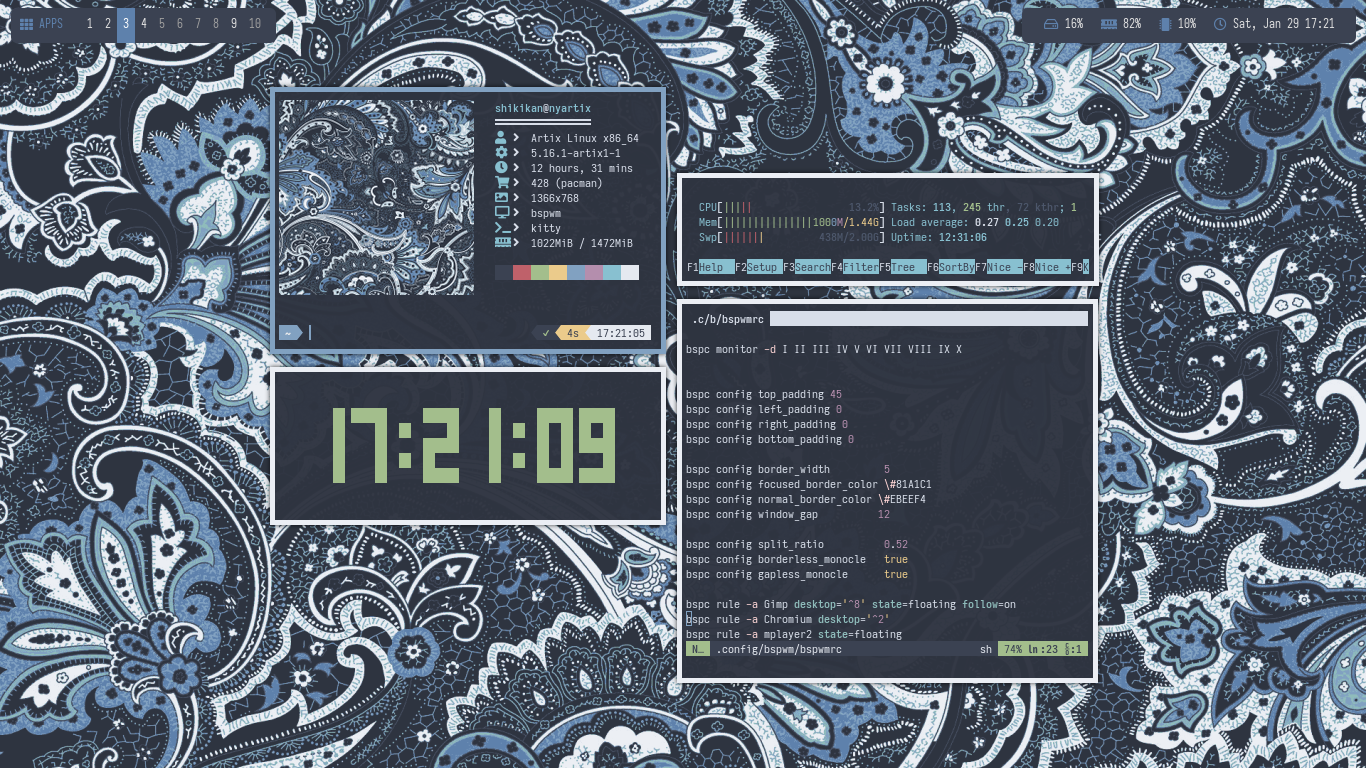 APPS 1 2 3 4 5 6 7 8 9 10
16% 82% 10% Sat, Jan 29 17:21
shikikan@nyartix
Artix Linux x86_64
5.16.1-artix1-1
12 hours, 31 mins
428 (pacman)
1366x768
bspwm
kitty
1022MiB / 1472MiB
~
✓ 4s 17:21:05
17:21:09
CPU[||||| 13.2%] Tasks: 113, 245 thr, 72 kthr; 1
Mem[|||||||||||||||1000M/1.44G] Load average: 0.27 0.25 0.20
Swp[||||||| 438M/2.00G] Uptime: 12:31:06
F1Help F2Setup F3SearchF4FilterF5Tree F6SortByF7Nice -F8Nice +F9K
.c/b/bspwmrc
bspc monitor -d I II III IV V VI VII VIII IX X
bspc config top_padding 45
bspc config left_padding 0
bspc config right_padding 0
bspc config bottom_padding 0
bspc config border_width 5
bspc config focused_border_color \#81A1C1
bspc config normal_border_color \#EBEEF4
bspc config window_gap 12
bspc config split_ratio 0.52
bspc config borderless_monocle true
bspc config gapless_monocle true
bspc rule -a Gimp desktop='^8' state=floating follow=on
bspc rule -a Chromium desktop='^2'
bspc rule -a mplayer2 state=floating
N… .config/bspwm/bspwmrc sh 74% ln:23 :1